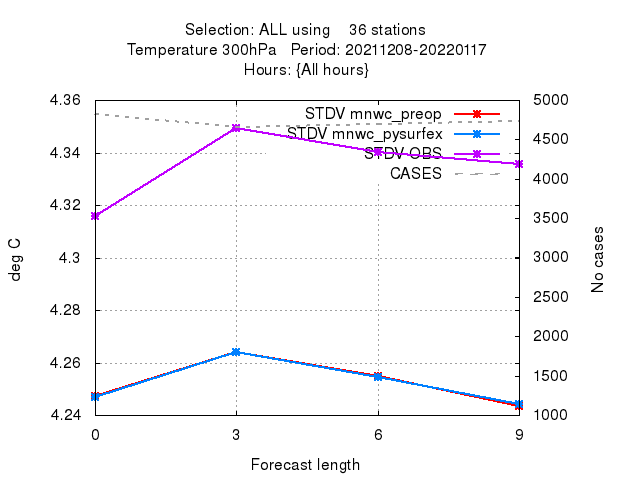 Selection: ALL using 36 stations
Temperature 300hPa Period: 20211208-20220117
Hours: {All hours}
4.36
4.34
4.32
4.3
4.28
4.26
4.24
deg C
5000
4500
4000
3500
3000
2500
2000
1500
1000
No cases
STDV mnwc_preop
STDV mnwc_pysurfex
STDV OBS
CASES
0 3 6 9
Forecast length